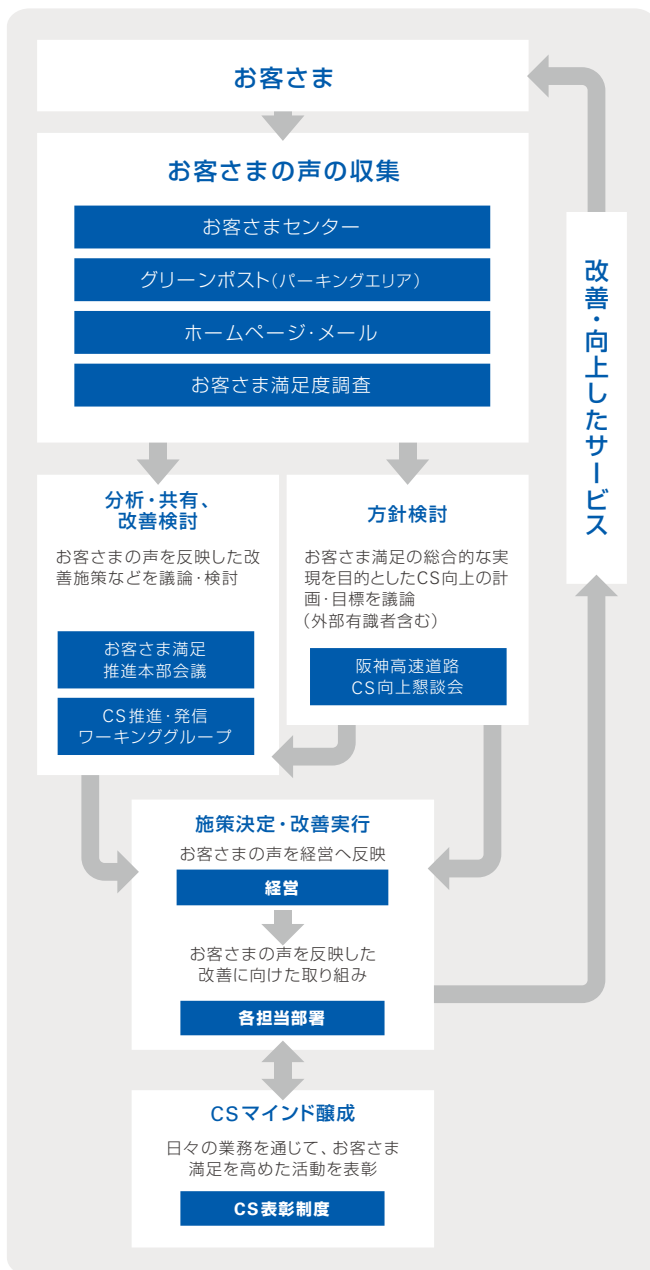 お客さま
お客さまの声の収集
お客さまセンター
グリーンポスト(パーキングエリア)
ホームページ・メール
お客さま満足度調査
改善・向上したサービス
分析・共有、
改善検討
お客さまの声を反映した改
善施策などを議論・検討
お客さま満足
推進本部会議
CS推進・発信
ワーキンググループ
方針検討
お客さま満足の総合的な実
現を目的としたCS向上の計
画・目標を議論
(外部有識者含む)
阪神高速道路
CS向上懇談会
施策決定・改善実行
お客さまの声を経営へ反映
経営
お客さまの声を反映した
改善に向けた取り組み
各担当部署
CSマインド醸成
日々の業務を通じて、お客さま
満足を高めた活動を表彰
CS表彰制度